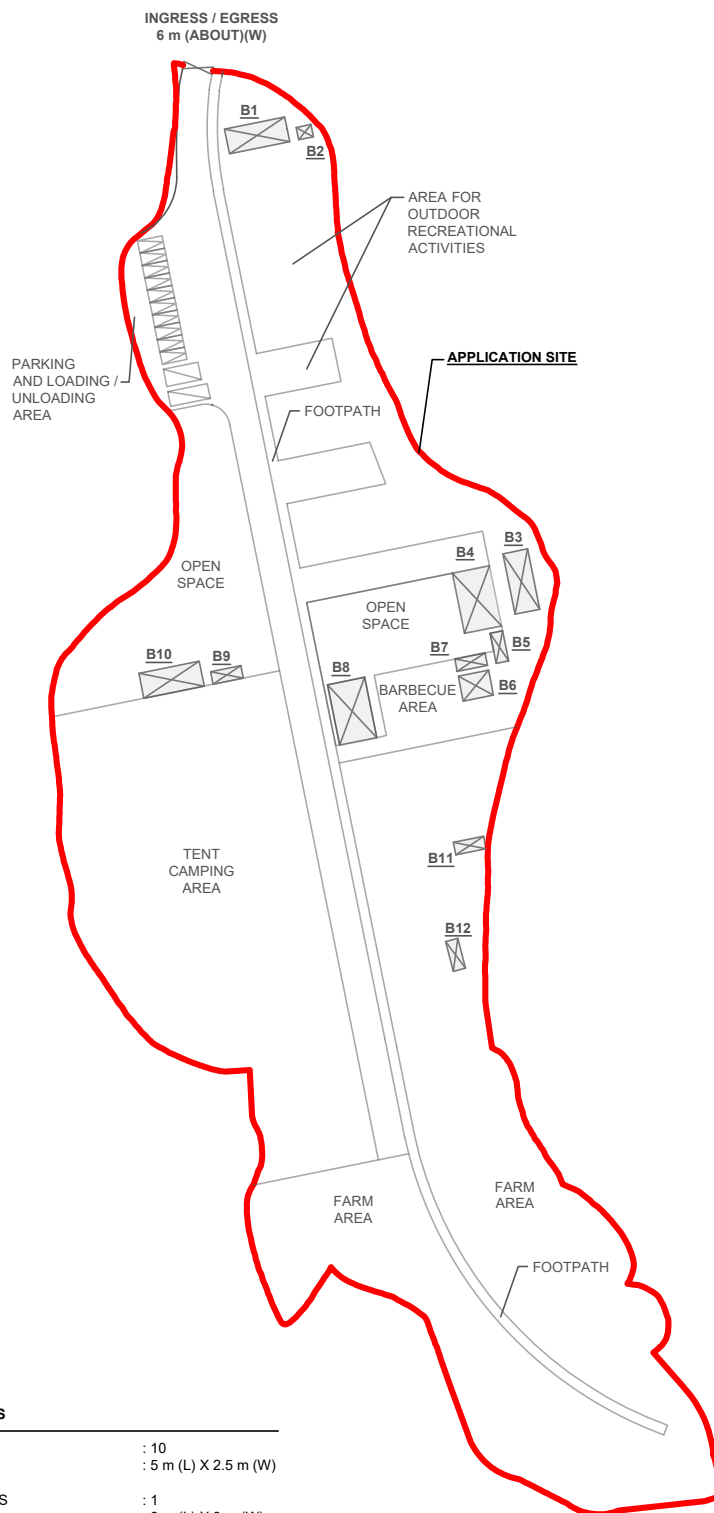 INGRESS / EGRESS
6 m (ABOUT)(W)
B1
B2
AREA FOR
OUTDOOR
RECREATIONAL
ACTIVITIES
APPLICATION SITE
PARKING
AND LOADING /
UNLOADING
AREA
FOOTPATH
B3
B4
OPEN
SPACE
OPEN
SPACE
B5
B7
B10
B9
B8
BARBECUE
AREA
B6
TENT
CAMPING
AREA
B11
B12
FARM
AREA
FARM
AREA
FOOTPATH
S
: 10
: 5 m (L) X 2.5 m (W)
S : 1